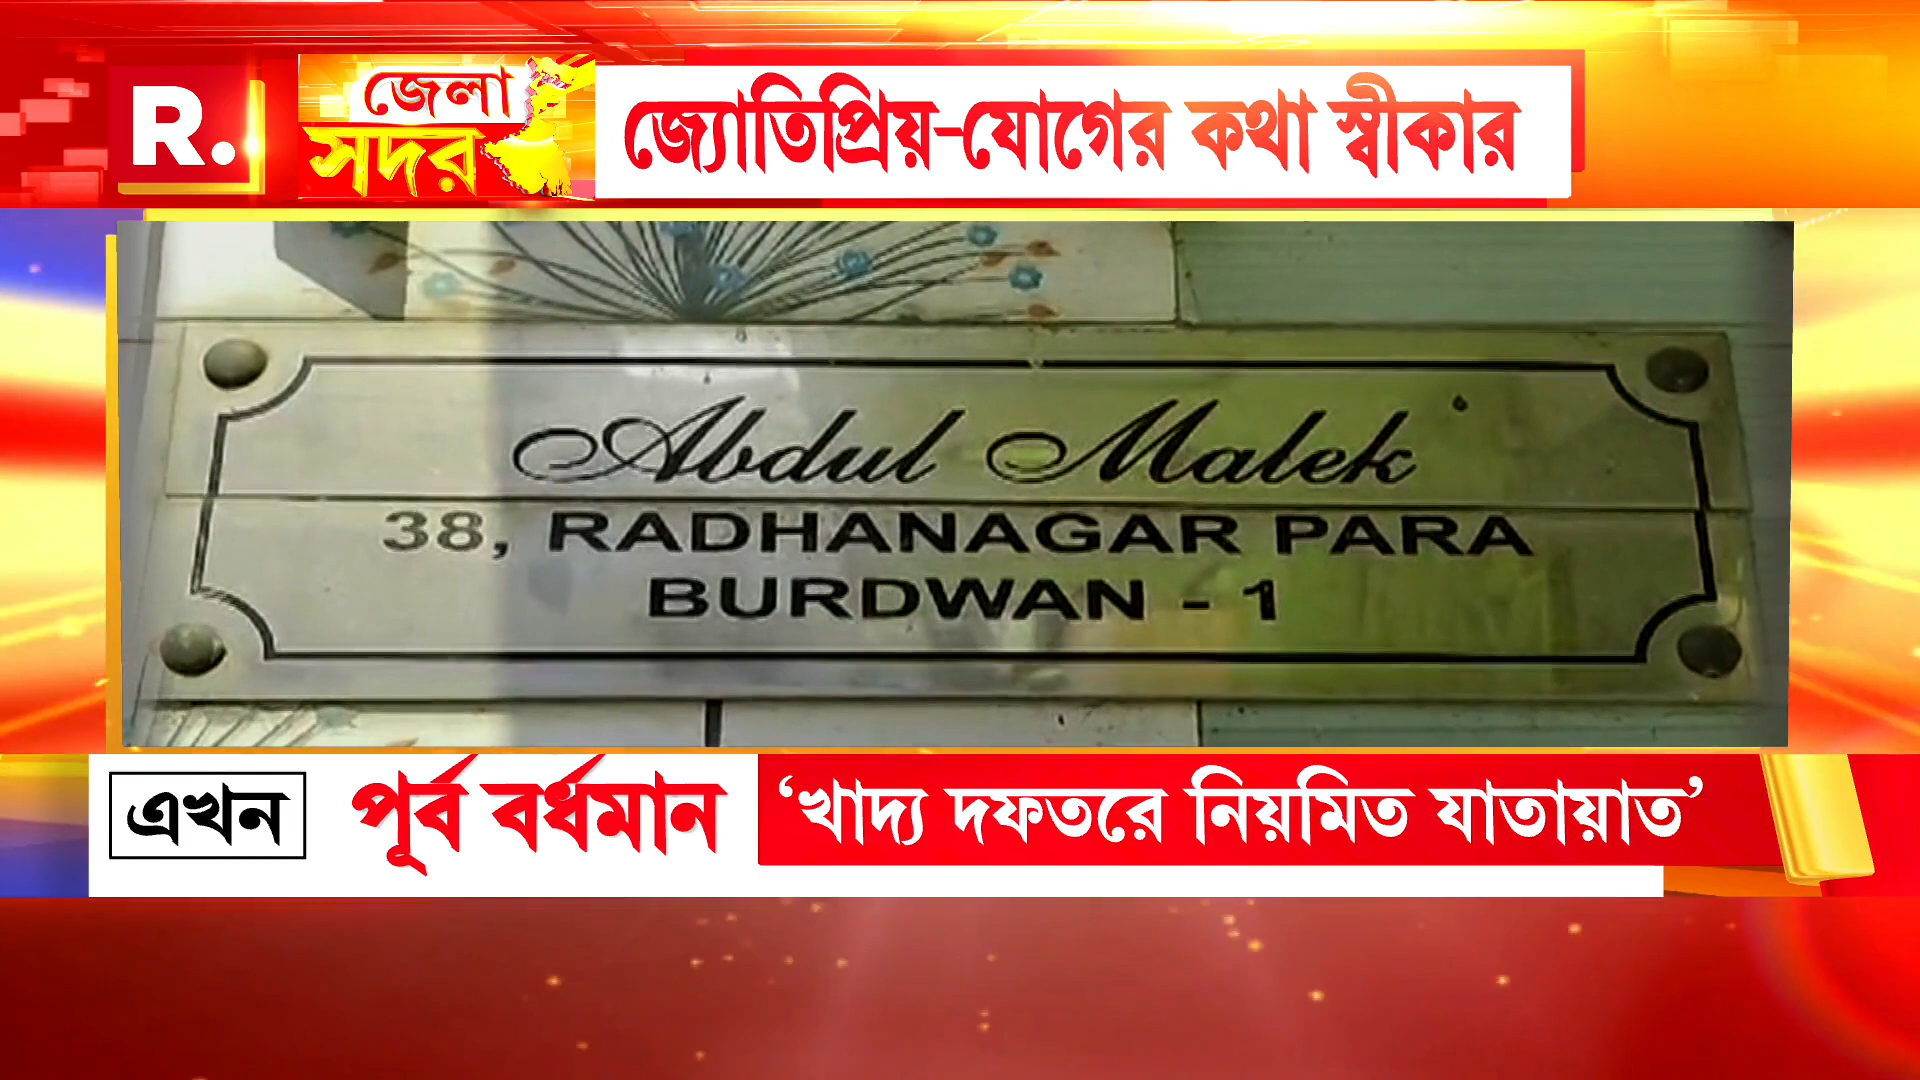 R.
জেলা
সদর
জ্যোতিপ্রিয়-যোগের কথা স্বীকার
Abdul Malek
38, RADHANAGAR PARA
BURDWAN - 1
এখন
পূর্ব বর্ধমান
‘খাদ্য দফতরে নিয়মিত যাতায়াত’